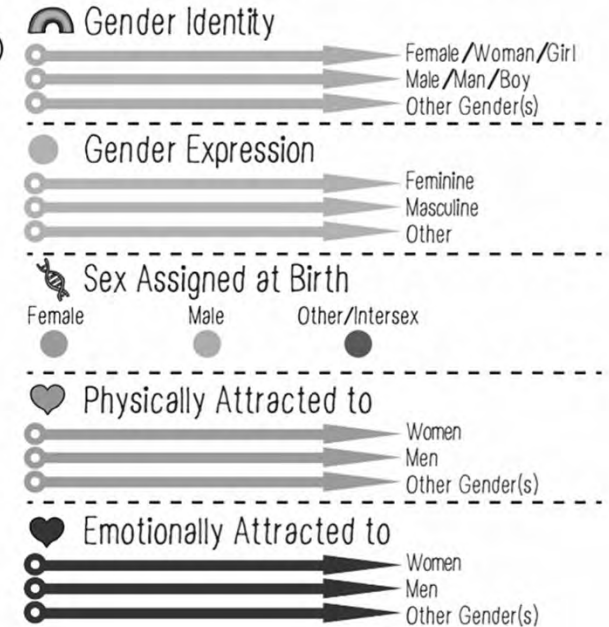 Gender Identity
Female/Woman/Girl
Male/Man/Boy
Other Gender(s)
Gender Expression
Feminine
Masculine
Other
Sex Assigned at Birth
Female Male Other/Intersex
Physically Attracted to
Women
Men
Other Gender(s)
Emotionally Attracted to
Women
Men
Other Gender(s)